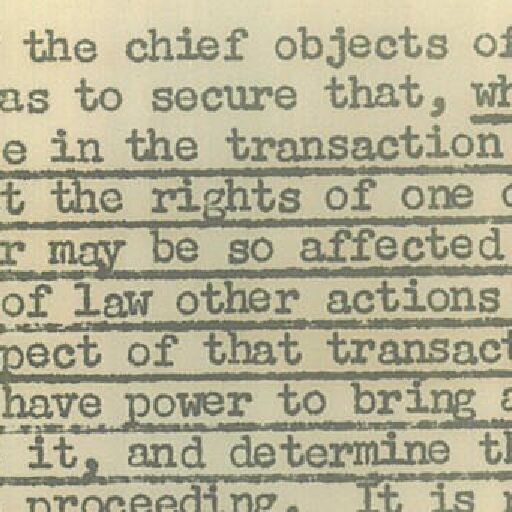 the chief objects of
as to secure that, wh
e in the transaction
t the rights of one
r may be so affected
of law other actions
pect of that transact
have power to bring a
it, and determine th
proceeding. It is